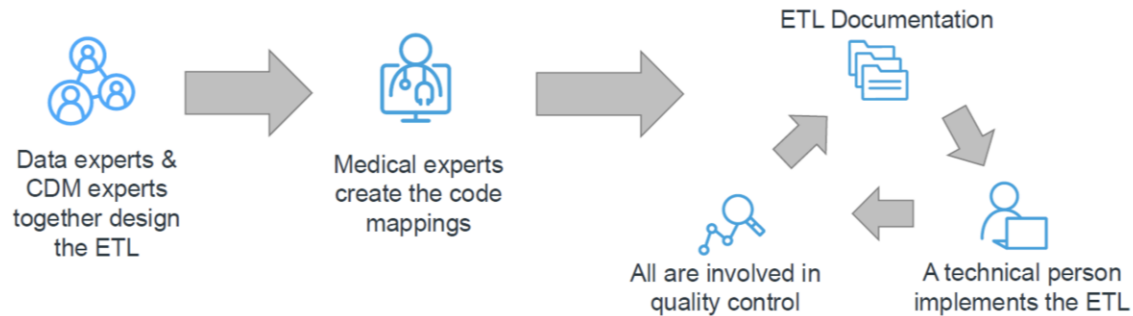 Data experts &
CDM experts
together design
the ETL
Medical experts
create the code
mappings
ETL Documentation
A technical person
implements the ETL
All are involved in
quality control